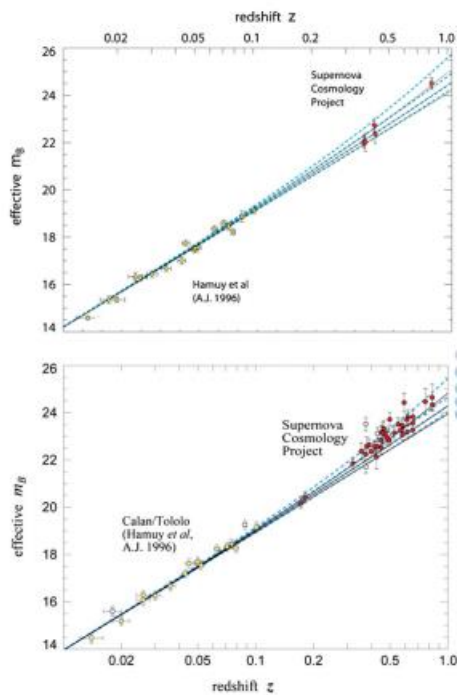 redshift z
0.02 0.05 0.1 0.2 0.5 1.0
26
24
22
20
18
16
14
effective mB
Supernova
Cosmology
Project
Hamuy et al
(A.J. 1996)
26
24
22
20
18
16
14
effective mB
Supernova
Cosmology
Project
Calan/Tololo
(Hamuy et al,
A.J. 1996)
0.02 0.05 0.1 0.2 0.5 1.0
redshift z